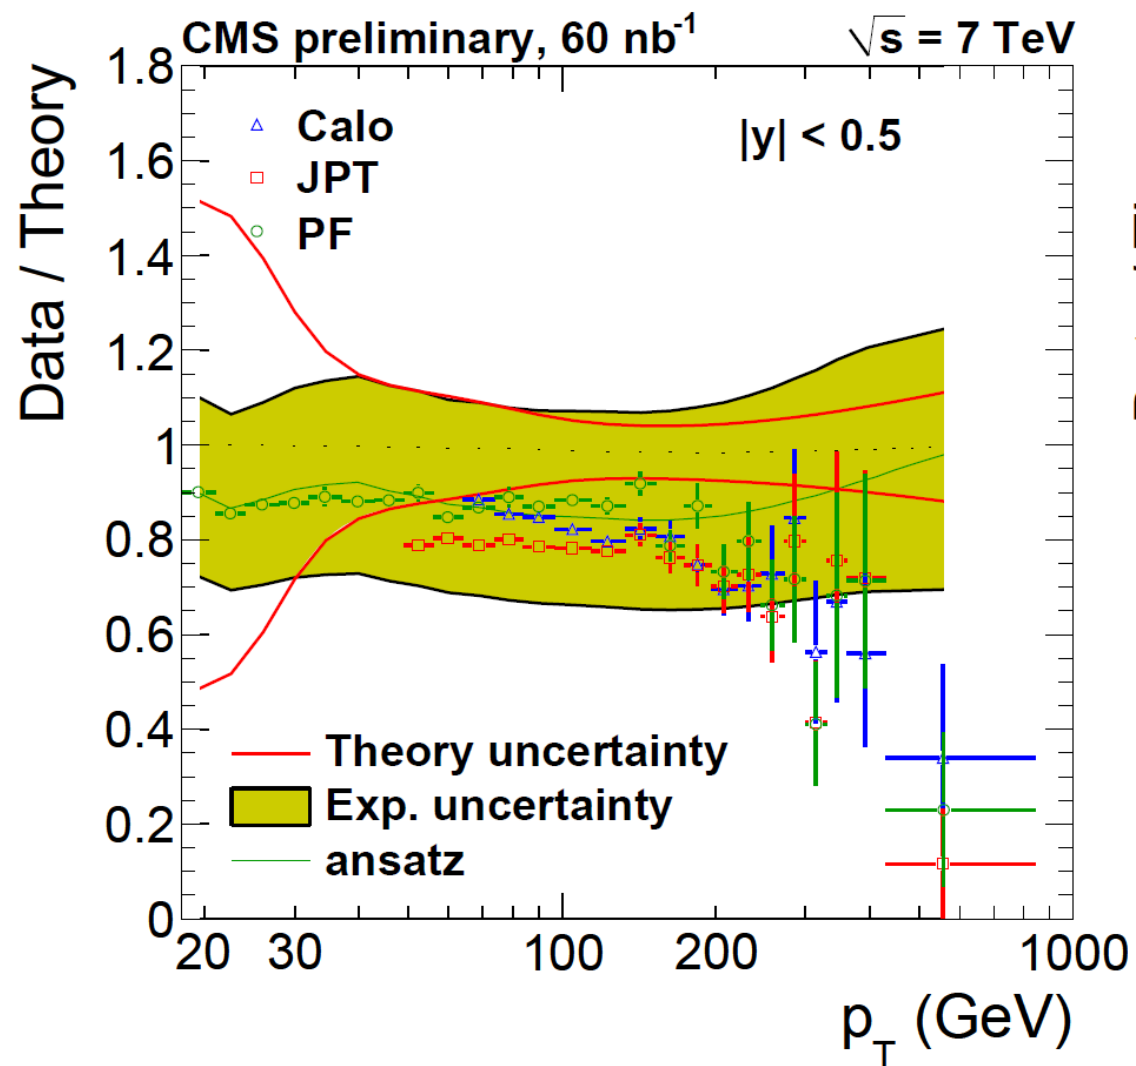 CMS preliminary, 60 nb⁻¹ √s = 7 TeV
1.8
Calo
|y| < 0.5
1.6
JPT
PF
1.4
1.2
1
0.8
0.6
0.4
Theory uncertainty
Exp. uncertainty
0.2
ansatz
0
20 30 100 200 1000
Data / Theory
p_T (GeV)